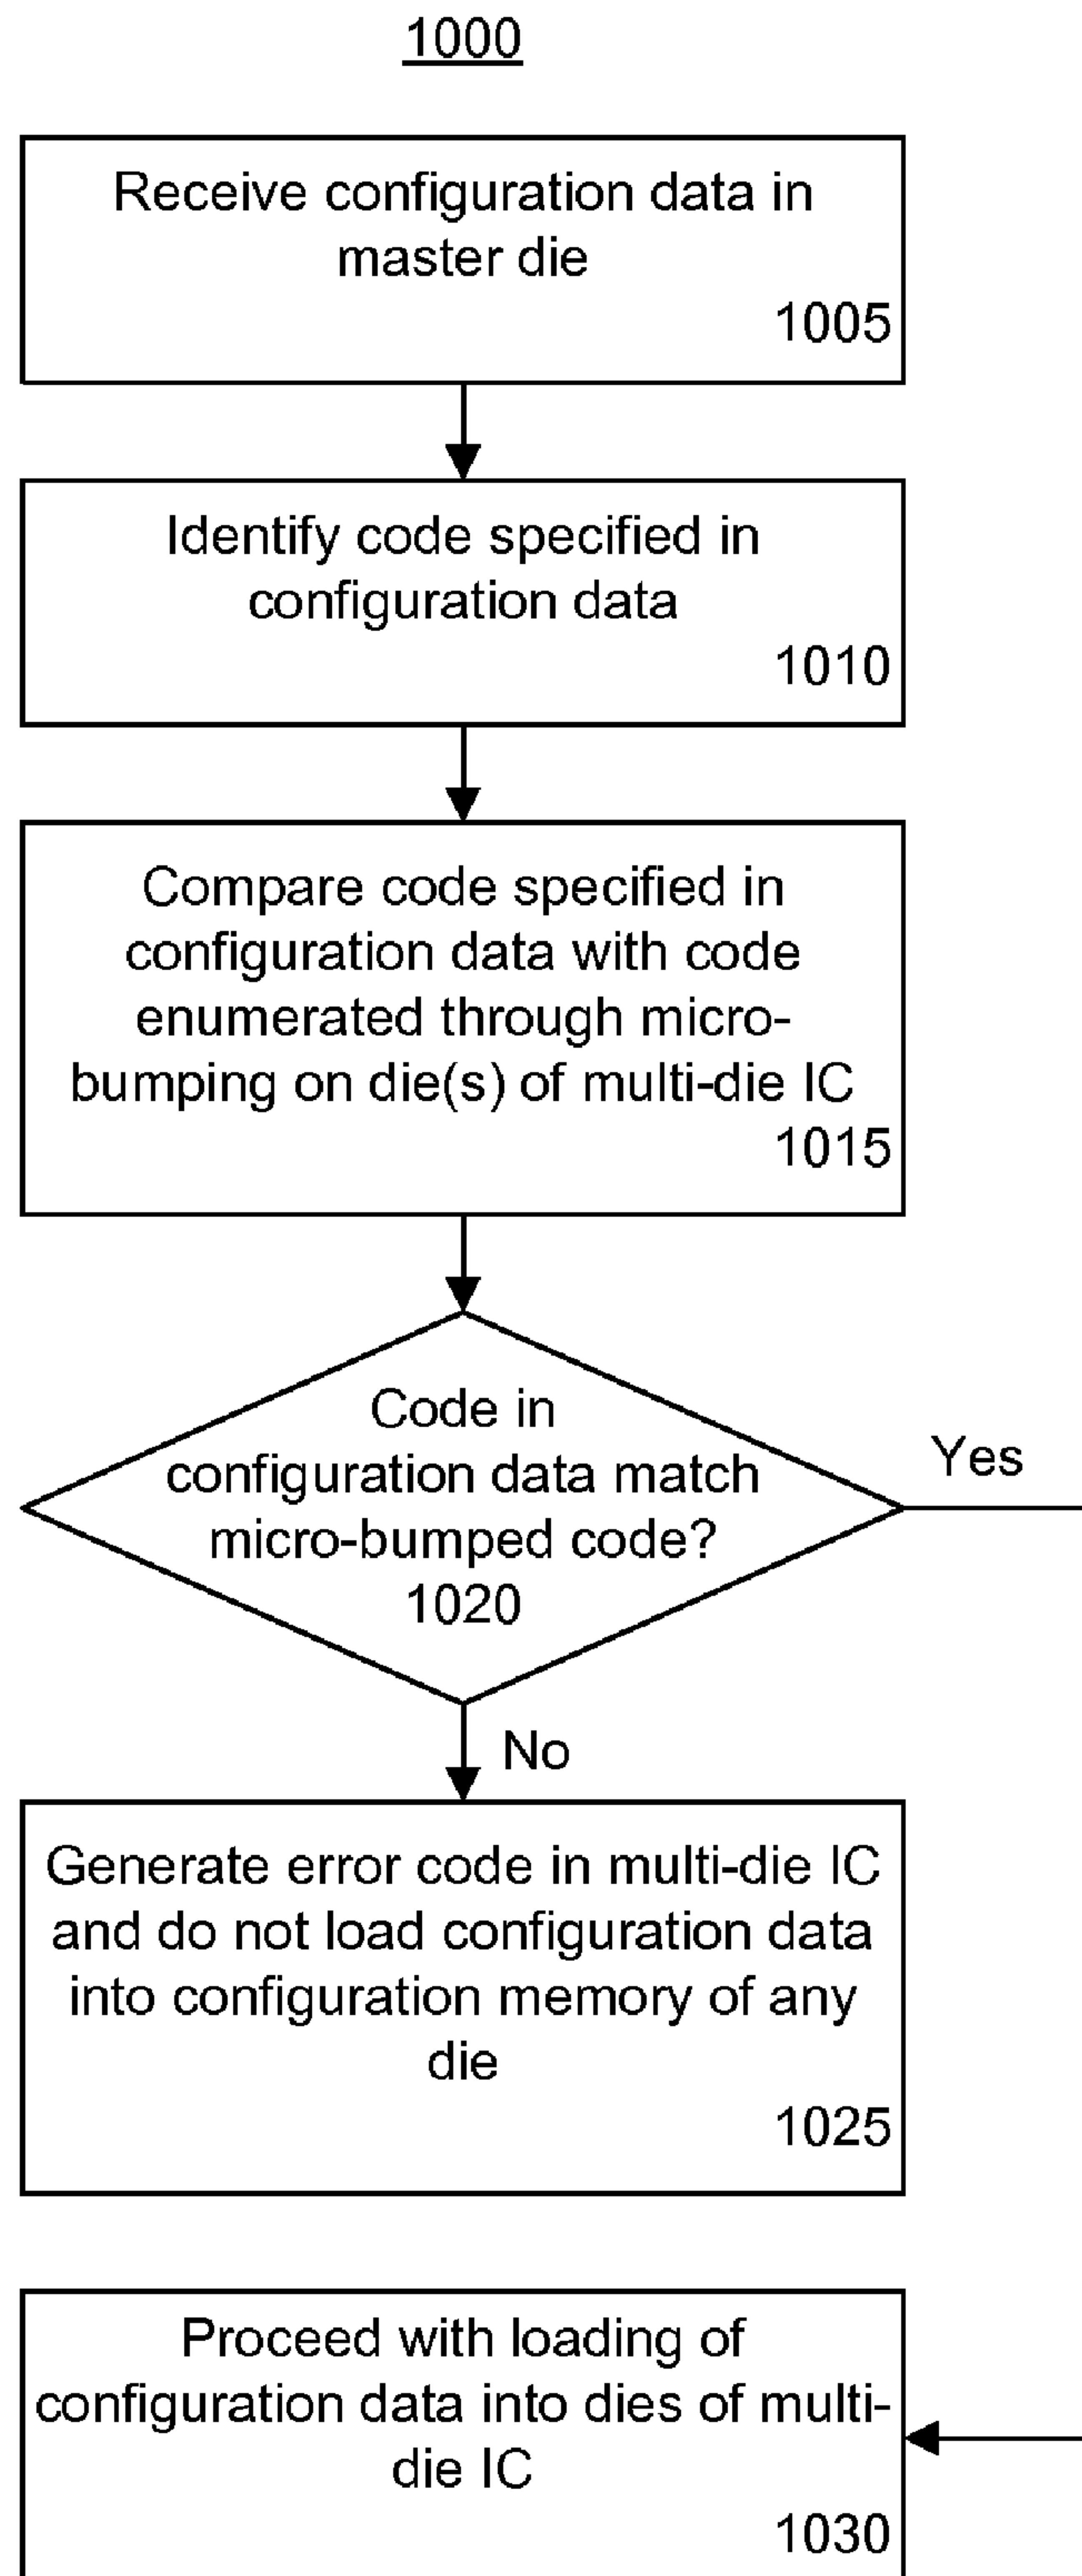 1000
Receive configuration data in
master die
1005
Identify code specified in
configuration data
1010
Compare code specified in
configuration data with code
enumerated through micro-
bumping on die(s) of multi-die IC
1015
Code in
configuration data match
micro-bumped code?
1020
Yes
No
Generate error code in multi-die IC
and do not load configuration data
into configuration memory of any
die
1025
Proceed with loading of
configuration data into dies of multi-
die IC
1030